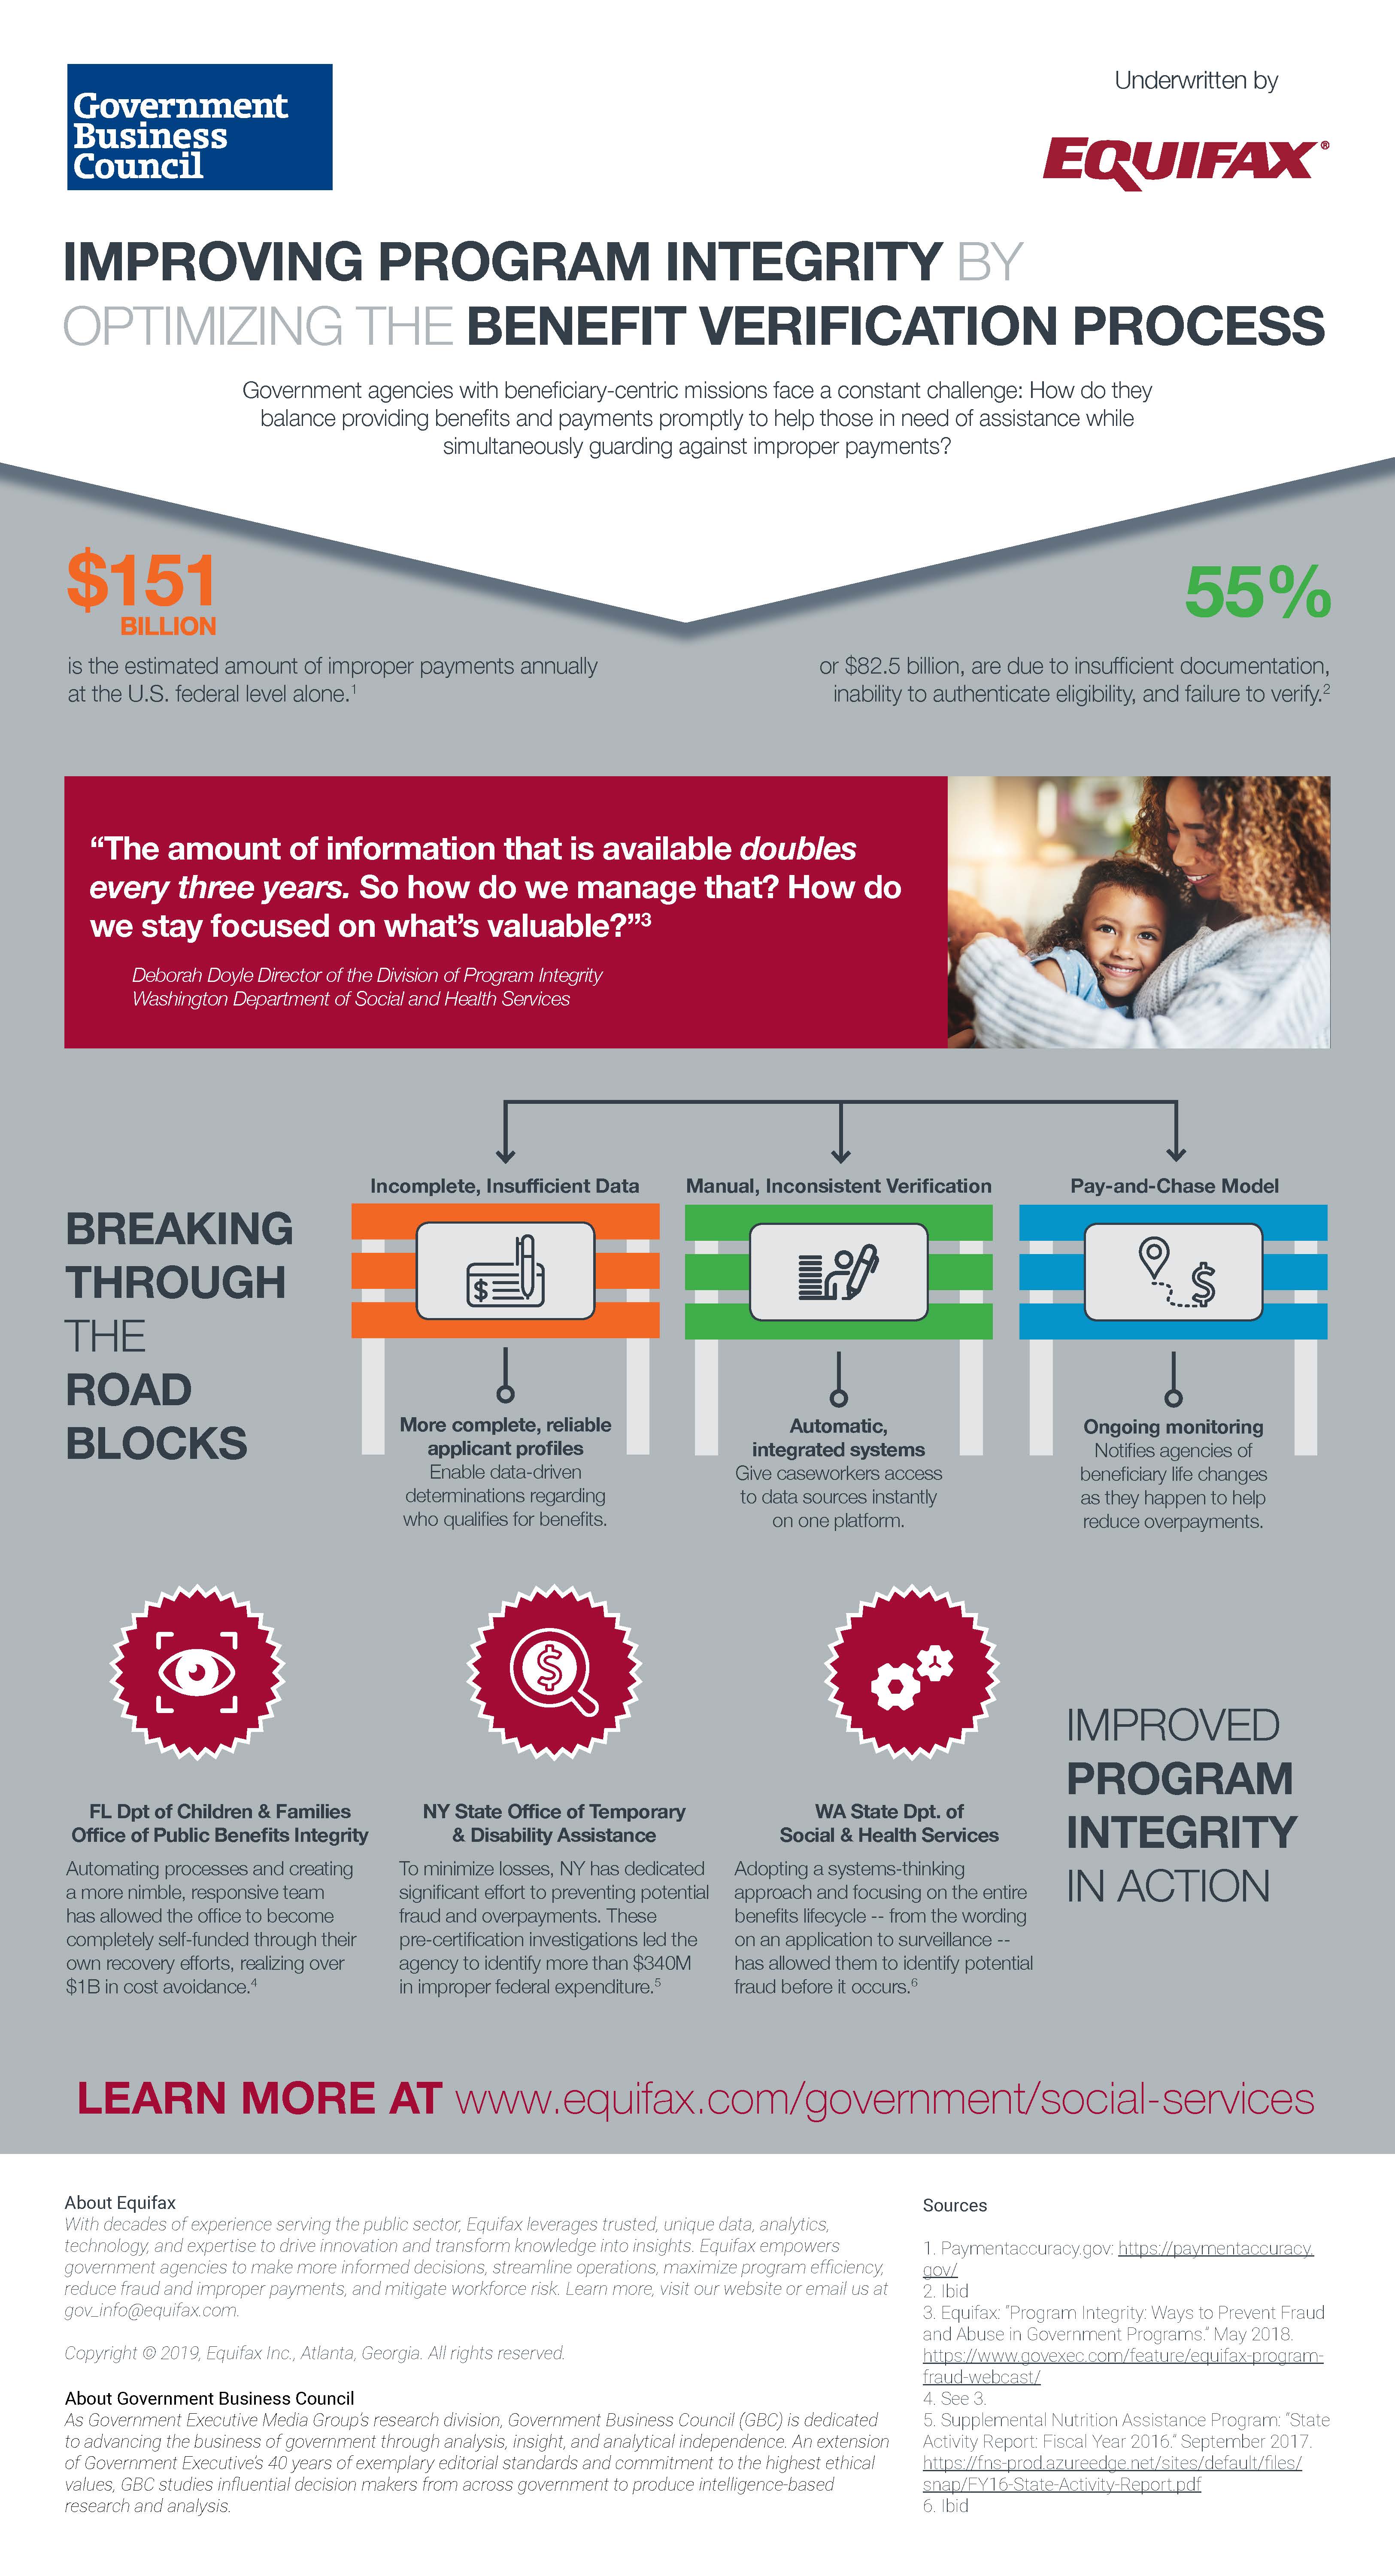 Government
Business
Council
Underwritten by
EQUIFAX®
IMPROVING PROGRAM INTEGRITY BY
OPTIMIZING THE BENEFIT VERIFICATION PROCESS
Government agencies with beneficiary-centric missions face a constant challenge: How do they
balance providing benefits and payments promptly to help those in need of assistance while
simultaneously guarding against improper payments?
$151
BILLION
is the estimated amount of improper payments annually
at the U.S. federal level alone.1
55%
or $82.5 billion, are due to insufficient documentation,
inability to authenticate eligibility, and failure to verify.2
“The amount of information that is available doubles
every three years. So how do we manage that? How do
we stay focused on what’s valuable?”3
Deborah Doyle Director of the Division of Program Integrity
Washington Department of Social and Health Services
BREAKING
THROUGH
THE
ROAD
BLOCKS
Incomplete, Insufficient Data
$
More complete, reliable
applicant profiles
Enable data-driven
determinations regarding
who qualifies for benefits.
Manual, Inconsistent Verification
Automatic,
integrated systems
Give caseworkers access
to data sources instantly
on one platform.
Pay-and-Chase Model
$
Ongoing monitoring
Notifies agencies of
beneficiary life changes
as they happen to help
reduce overpayments.
FL Dpt of Children & Families
Office of Public Benefits Integrity
Automating processes and creating
a more nimble, responsive team
has allowed the office to become
completely self-funded through their
own recovery efforts, realizing over
$1B in cost avoidance.4
$
NY State Office of Temporary
& Disability Assistance
To minimize losses, NY has dedicated
significant effort to preventing potential
fraud and overpayments. These
pre-certification investigations led the
agency to identify more than $340M
in improper federal expenditure.5
WA State Dpt. of
Social & Health Services
Adopting a systems-thinking
approach and focusing on the entire
benefits lifecycle -- from the wording
on an application to surveillance --
has allowed them to identify potential
fraud before it occurs.6
IMPROVED
PROGRAM
INTEGRITY
IN ACTION
LEARN MORE AT www.equifax.com/government/social-services
About Equifax
With decades of experience serving the public sector, Equifax leverages trusted, unique data, analytics,
technology, and expertise to drive innovation and transform knowledge into insights. Equifax empowers
government agencies to make more informed decisions, streamline operations, maximize program efficiency,
reduce fraud and improper payments, and mitigate workforce risk. Learn more, visit our website or email us at
gov_info@equifax.com.
Copyright © 2019, Equifax Inc., Atlanta, Georgia. All rights reserved.
About Government Business Council
As Government Executive Media Group's research division, Government Business Council (GBC) is dedicated
to advancing the business of government through analysis, insight, and analytical independence. An extension
of Government Executive's 40 years of exemplary editorial standards and commitment to the highest ethical
values, GBC studies influential decision makers from across government to produce intelligence-based
research and analysis.
Sources
1. Paymentaccuracy.gov: https://paymentaccuracy.
gov/
2. Ibid
3. Equifax: "Program Integrity: Ways to Prevent Fraud
and Abuse in Government Programs." May 2018.
https://www.govexec.com/feature/equifax-program-
fraud-webcast/
4. See 3.
5. Supplemental Nutrition Assistance Program: "State
Activity Report: Fiscal Year 2016." September 2017.
https://fns-prod.azureedge.net/sites/default/files/
snap/FY16-State-Activity-Report.pdf
6. Ibid